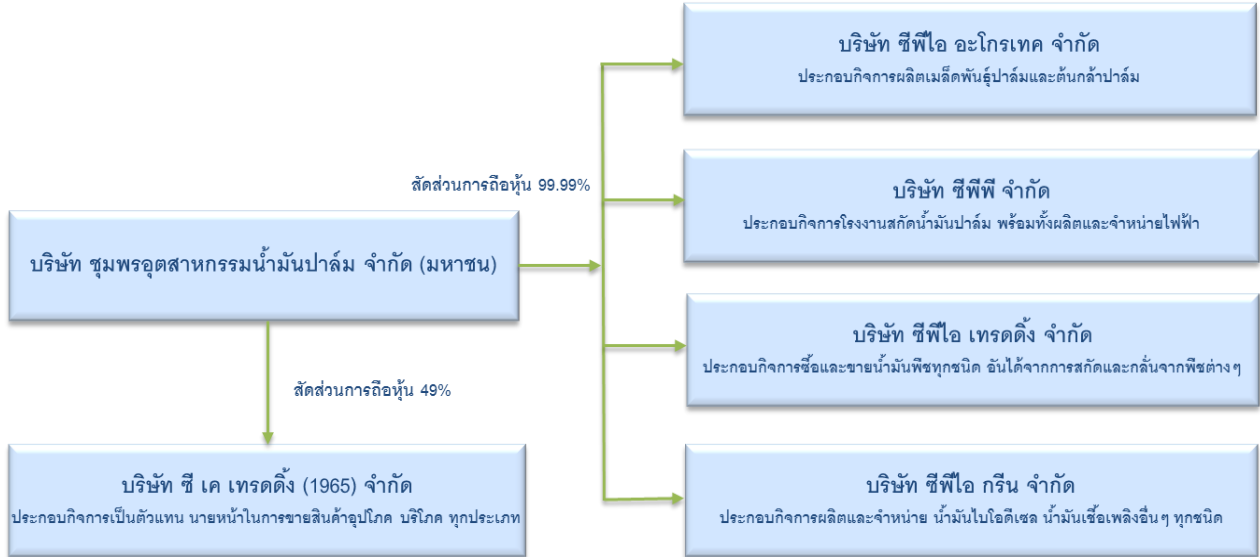 บริษัท ซีพีไอ อะโกรเทค จำกัด
ประกอบกิจการผลิตเมล็ดพันธุ์ปาล์มและต้นกล้าปาล์ม
สัดส่วนการถือหุ้น 99.99%
บริษัท ซีพีพี จำกัด
ประกอบกิจการโรงงานสกัดน้ำมันปาล์ม พร้อมทั้งผลิตและจำหน่ายไฟฟ้า
บริษัท ชุมพรอุตสาหกรรมน้ำมันปาล์ม จำกัด (มหาชน)
บริษัท ซีพีไอ เทรดดิ้ง จำกัด
ประกอบกิจการซื้อและขายน้ำมันพืชทุกชนิด อันได้จากการสกัดและกลั่นจากพืชต่างๆ
สัดส่วนการถือหุ้น 49%
บริษัท ซี เค เทรดดิ้ง (1965) จำกัด
ประกอบกิจการเป็นตัวแทน นายหน้าในการขายสินค้าอุปโภค บริโภค ทุกประเภท
บริษัท ซีพีไอ กรีน จำกัด
ประกอบกิจการผลิตและจำหน่าย น้ำมันไบโอดีเซล น้ำมันเชื้อเพลิงอื่นๆ ทุกชนิด